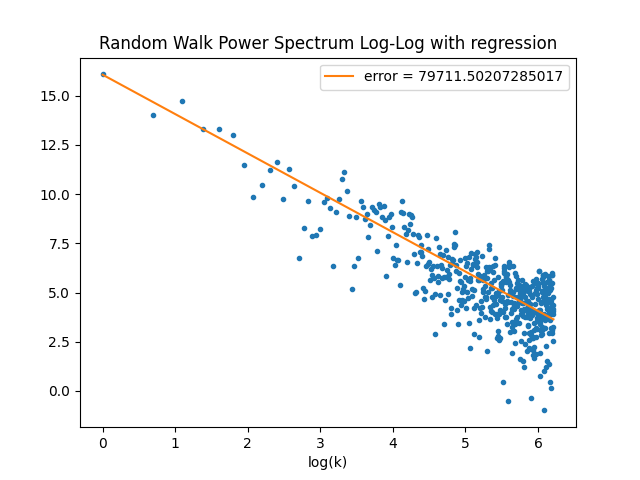 Random Walk Power Spectrum Log-Log with regression
error = 79711.50207285017
15.0
12.5
10.0
7.5
5.0
2.5
0.0
0 1 2 3 4 5 6
log(k)